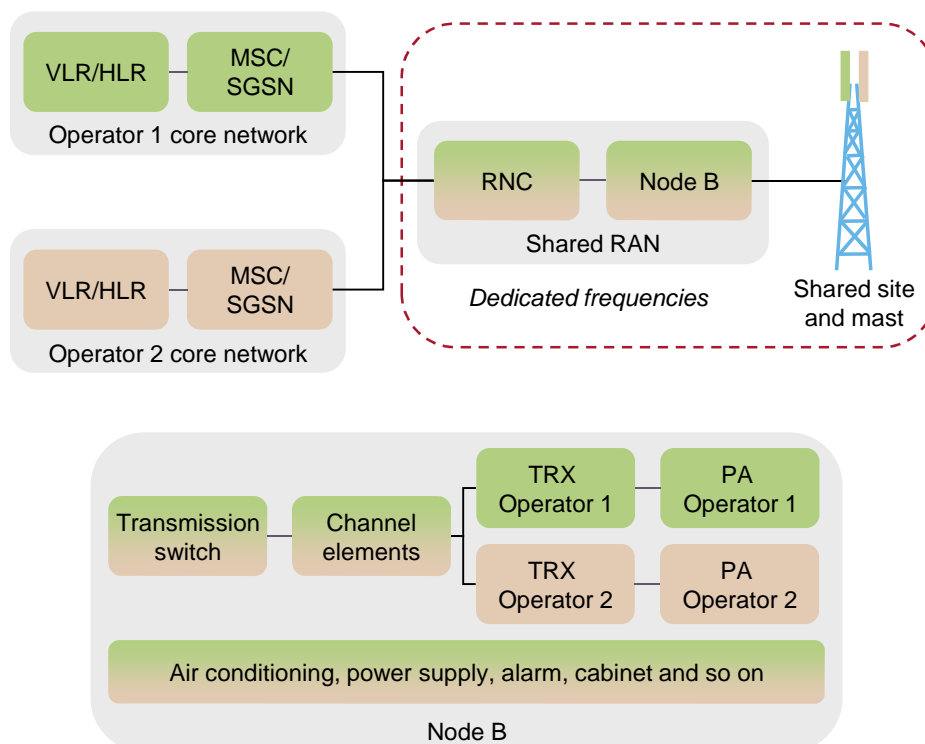 VLR/HLR
MSC/
SGSN
Operator 1 core network
VLR/HLR
MSC/
SGSN
Operator 2 core network
RNC
Node B
Shared RAN
Dedicated frequencies
Shared site
and mast
Transmission
switch
Channel
elements
TRX
Operator 1
PA
Operator 1
TRX
Operator 2
PA
Operator 2
Air conditioning, power supply, alarm, cabinet and so on
Node B